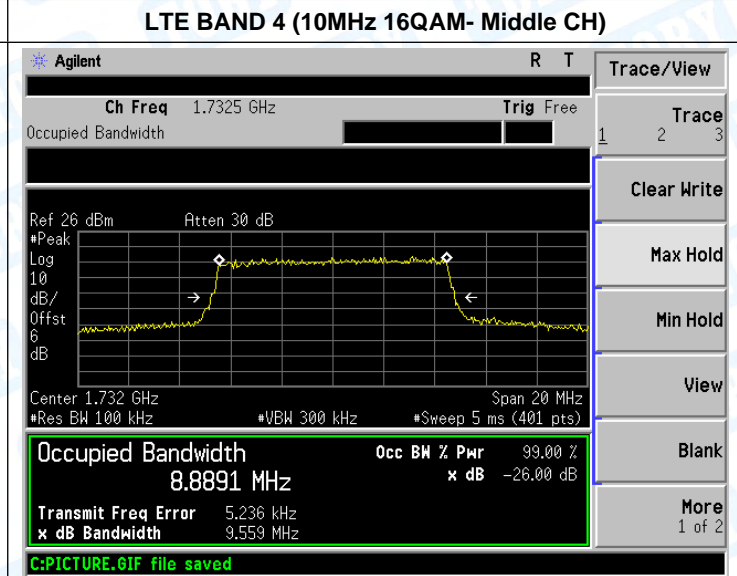 LTE BAND 4 (10MHz 16QAM- Middle CH)
Agilent R T
Trace/View
Ch Freq 1.7325 GHz Trig Free
Occupied Bandwidth
Trace
1 2 3
Clear Write
Max Hold
Min Hold
View
Blank
More
1 of 2
Ref 26 dBm Atten 30 dB
#Peak
Log
10
dB/
Offst
6
dB
Center 1.732 GHz Span 20 MHz
#Res BW 100 kHz #VBW 300 kHz #Sweep 5 ms (401 pts)
Occupied Bandwidth Occ BW % Pwr 99.00 %
8.8891 MHz x dB -26.00 dB
Transmit Freq Error 5.236 kHz
x dB Bandwidth 9.559 MHz
C:PICTURE.GIF file saved